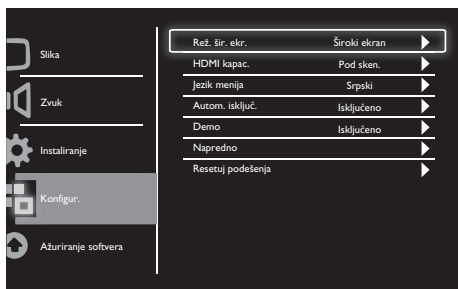 Slika
Zvuk
Instaliranje
Konfigur.
Ažuriranje softvera
Rež. šir. ekr. Široki ekran
HDMI kapac. Pod sken.
Jezik menija Srpski
Autom. isključ. Isključeno
Demo Isključeno
Napredno
Resetuj podešenja